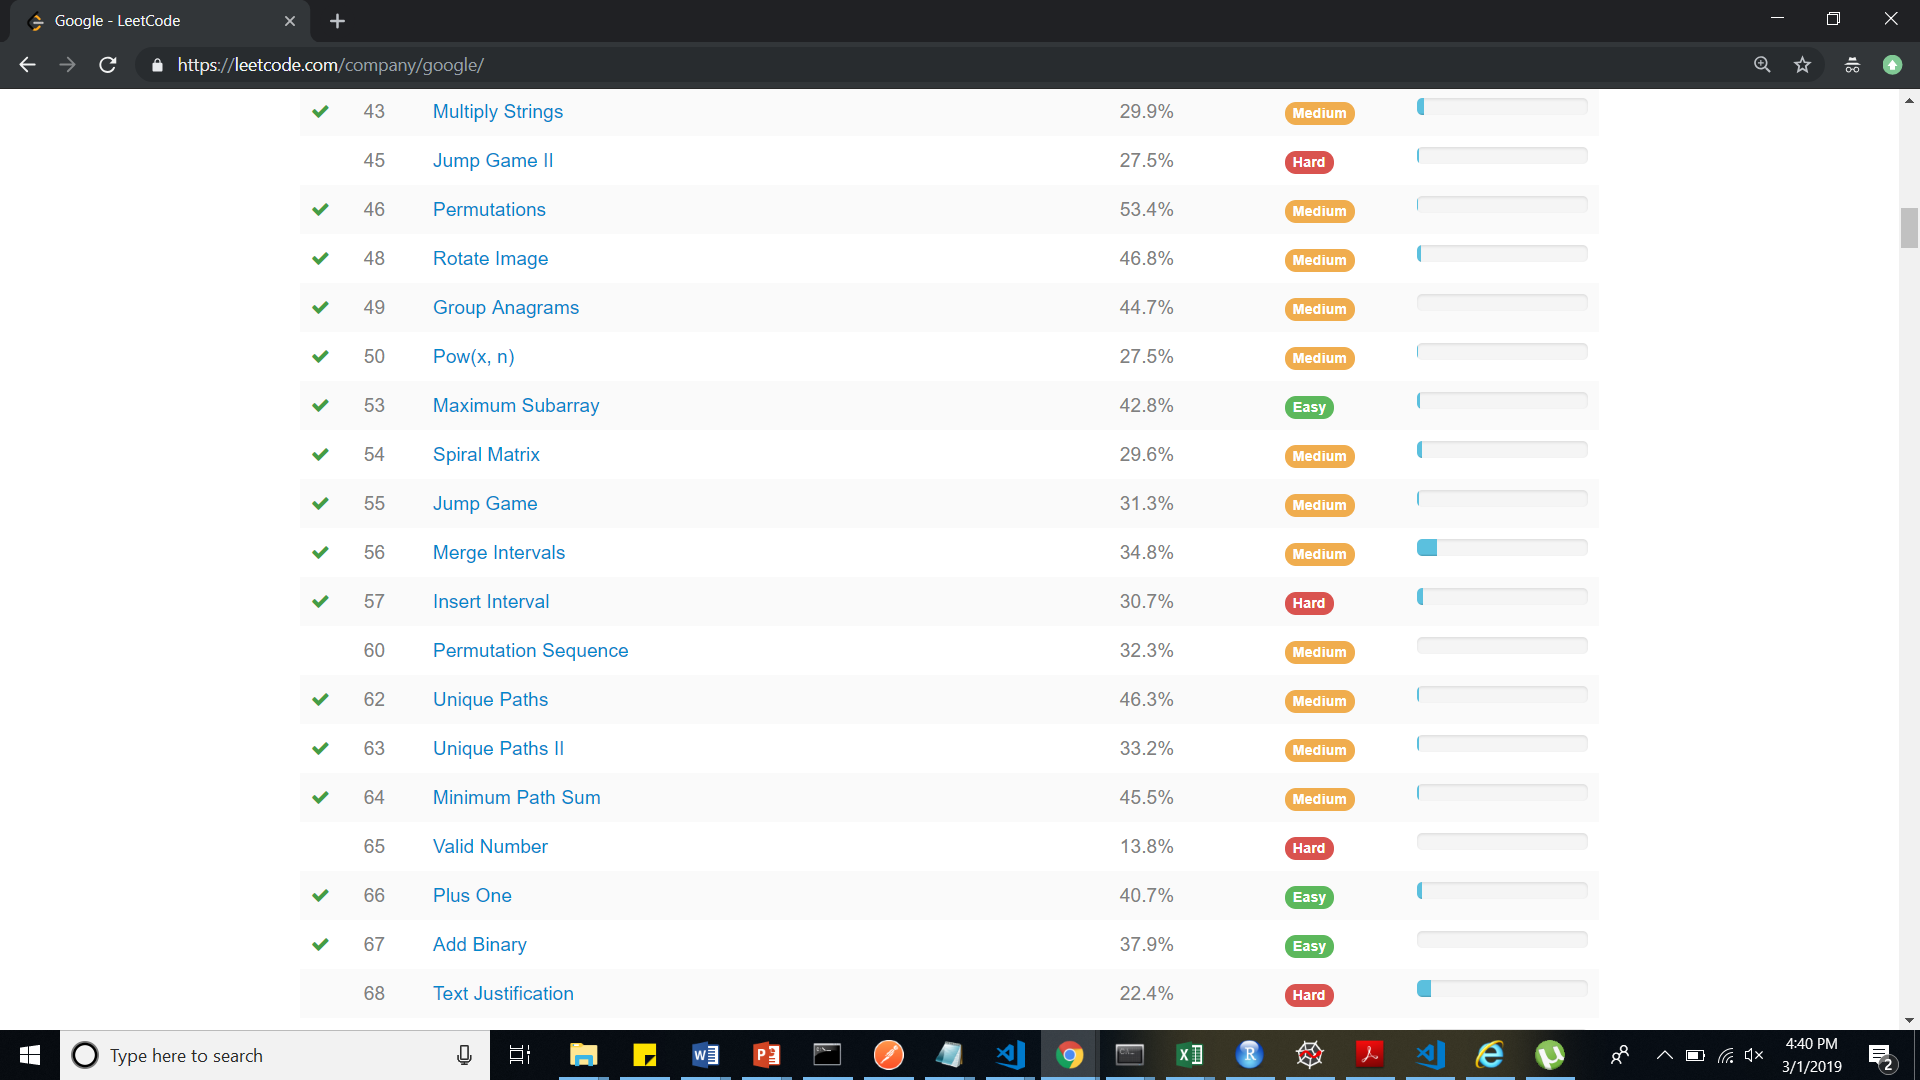 Google - LeetCode
https://leetcode.com/company/google/
43 Multiply Strings 29.9% Medium
45 Jump Game II 27.5% Hard
46 Permutations 53.4% Medium
48 Rotate Image 46.8% Medium
49 Group Anagrams 44.7% Medium
50 Pow(x, n) 27.5% Medium
53 Maximum Subarray 42.8% Easy
54 Spiral Matrix 29.6% Medium
55 Jump Game 31.3% Medium
56 Merge Intervals 34.8% Medium
57 Insert Interval 30.7% Hard
60 Permutation Sequence 32.3% Medium
62 Unique Paths 46.3% Medium
63 Unique Paths II 33.2% Medium
64 Minimum Path Sum 45.5% Medium
65 Valid Number 13.8% Hard
66 Plus One 40.7% Easy
67 Add Binary 37.9% Easy
68 Text Justification 22.4% Hard
Type here to search
4:40 PM
3/1/2019
2